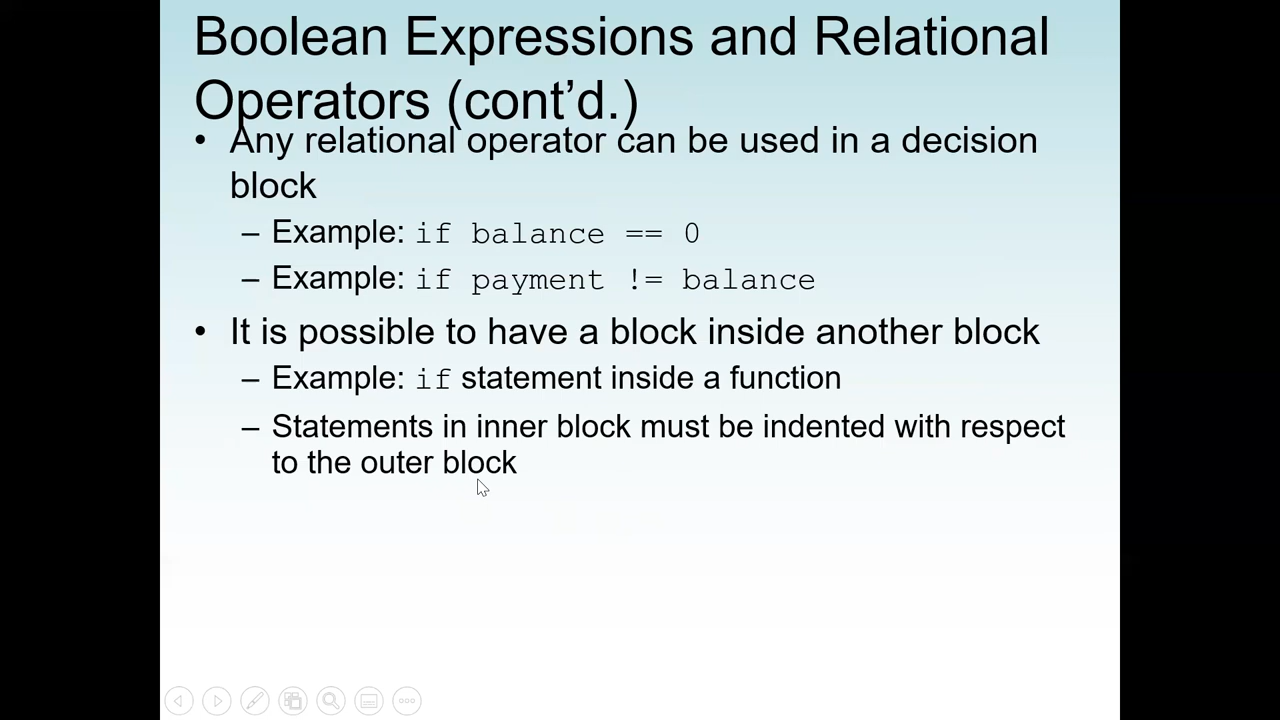 Boolean Expressions and Relational
Operators (cont’d.)
• Any relational operator can be used in a decision
block
– Example: if balance == 0
– Example: if payment != balance
• It is possible to have a block inside another block
– Example: if statement inside a function
– Statements in inner block must be indented with respect
to the outer block